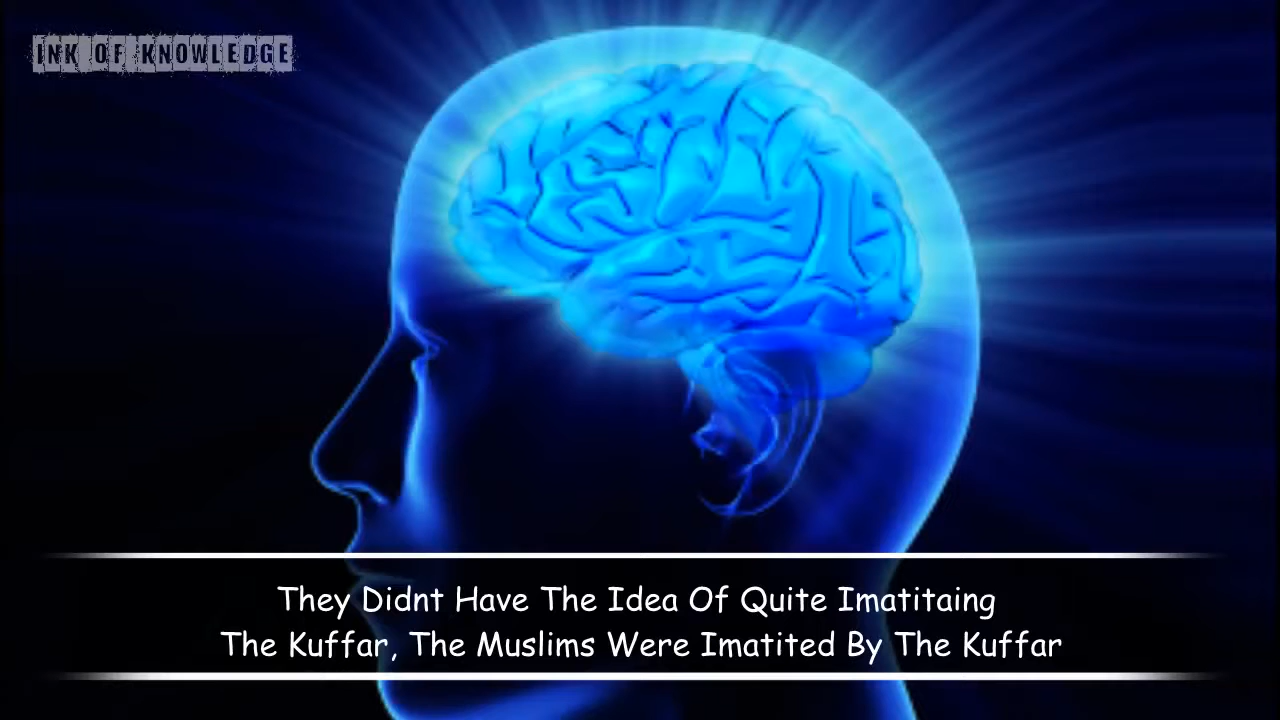 INK OF KNOWLEDGE
They Didnt Have The Idea Of Quite Imatitaing
The Kuffar, The Muslims Were Imatited By The Kuffar